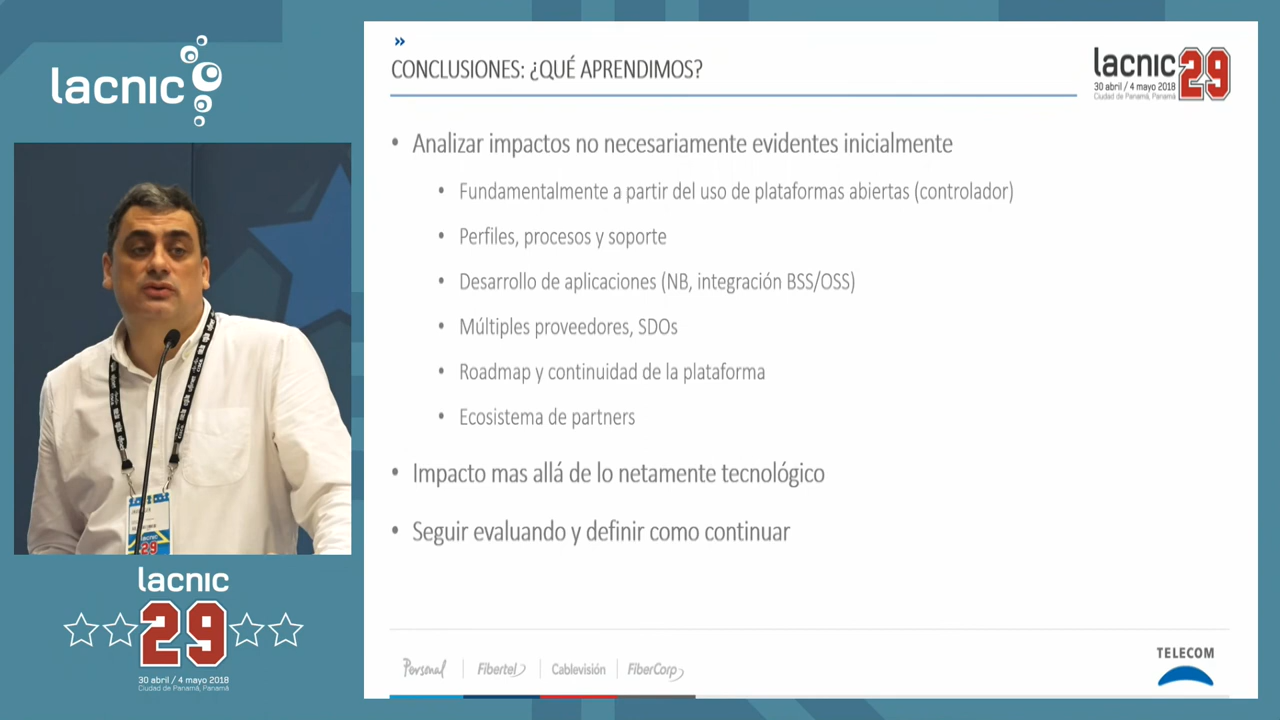 lacnic
»
CONCLUSIONES: ¿QUÉ APRENDIMOS?
lacnic 29
30 abril / 4 mayo 2018
Ciudad de Panamá, Panamá
• Analizar impactos no necesariamente evidentes inicialmente
• Fundamentalmente a partir del uso de plataformas abiertas (controlador)
• Perfiles, procesos y soporte
• Desarrollo de aplicaciones (NB, integración BSS/OSS)
• Múltiples proveedores, SDOs
• Roadmap y continuidad de la plataforma
• Ecosistema de partners
• Impacto mas allá de lo netamente tecnológico
• Seguir evaluando y definir como continuar
Personal
Fibertel
Cablevisión
FiberCorp
TELECOM
lacnic
29
30 abril / 4 mayo 2018
Ciudad de Panamá, Panamá
lacnic
29